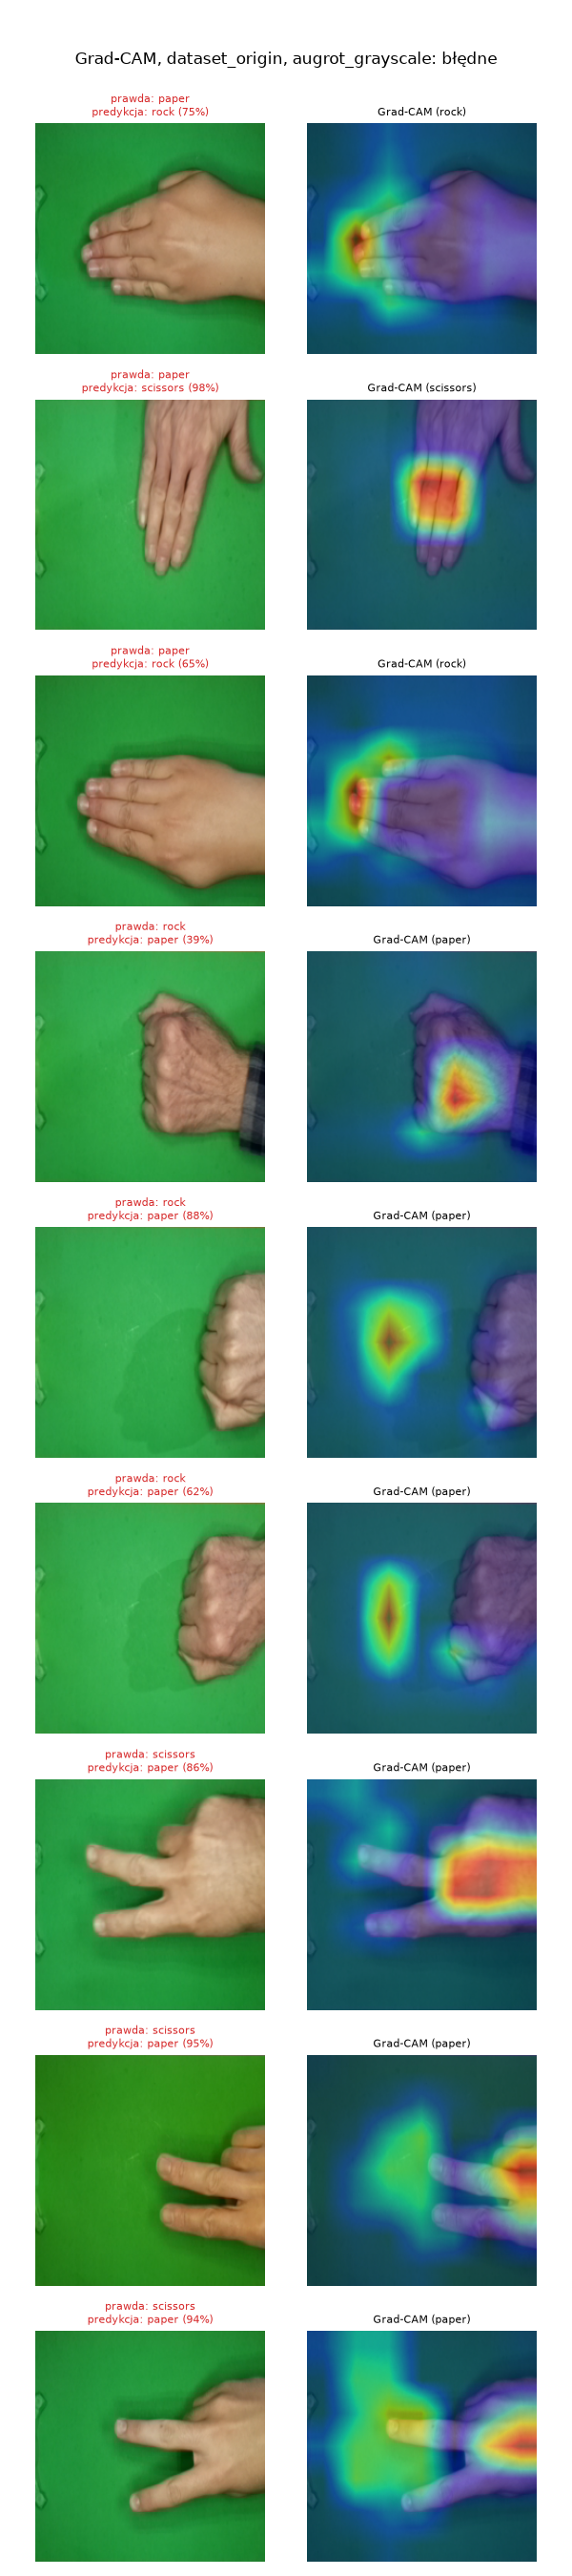 Grad-CAM, dataset_origin, augrot_grayscale: błędne
prawda: paper
predykcja: rock (75%)
Grad-CAM (rock)
prawda: paper
predykcja: scissors (98%)
Grad-CAM (scissors)
prawda: paper
predykcja: rock (65%)
Grad-CAM (rock)
prawda: rock
predykcja: paper (39%)
Grad-CAM (paper)
prawda: rock
predykcja: paper (88%)
Grad-CAM (paper)
prawda: rock
predykcja: paper (62%)
Grad-CAM (paper)
prawda: scissors
predykcja: paper (86%)
Grad-CAM (paper)
prawda: scissors
predykcja: paper (95%)
Grad-CAM (paper)
prawda: scissors
predykcja: paper (94%)
Grad-CAM (paper)